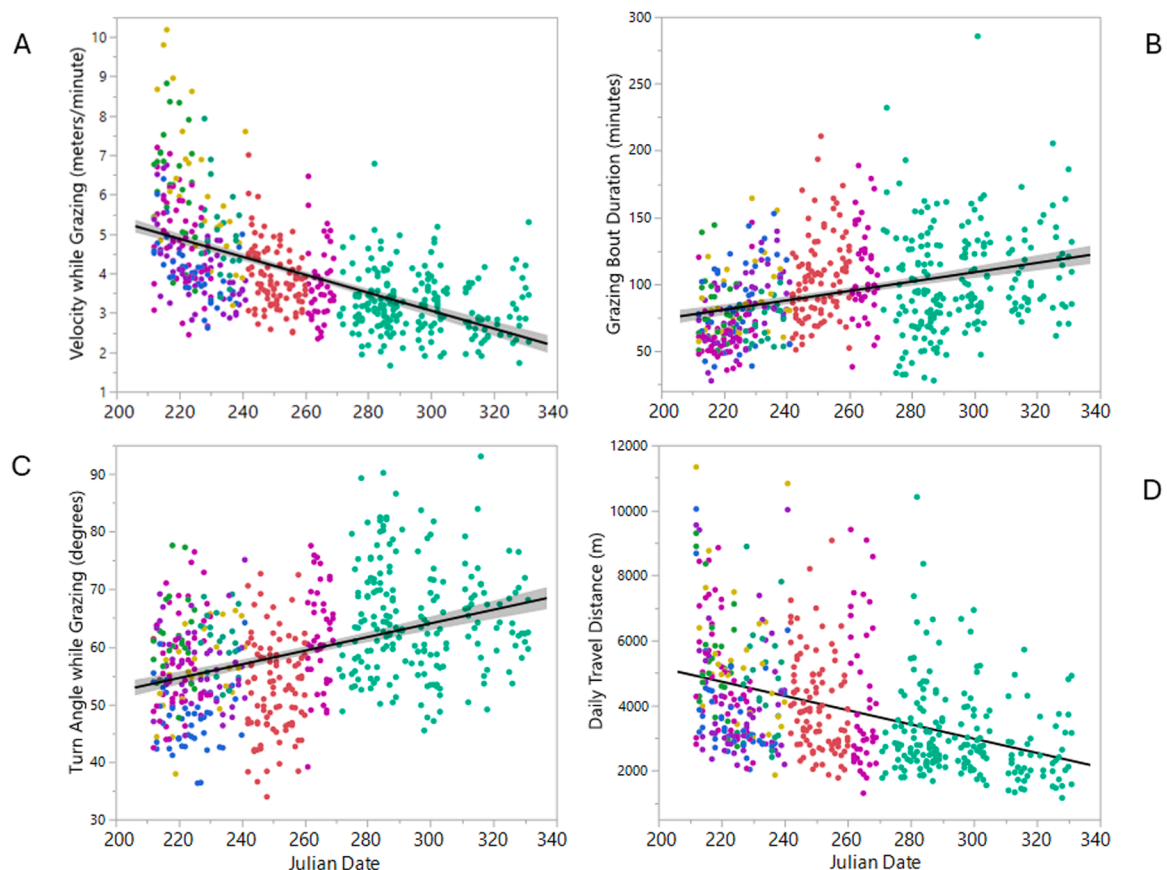 A
Velocity while Grazing (meters/minute)
10
9
8
7
6
5
4
3
2
1
200 220 240 260 280 300 320 340
B
Grazing Bout Duration (minutes)
300
250
200
150
100
50
200 220 240 260 280 300 320 340
C
Turn Angle while Grazing (degrees)
90
80
70
60
50
40
30
200 220 240 260 280 300 320 340
Julian Date
D
Daily Travel Distance (m)
12000
10000
8000
6000
4000
2000
200 220 240 260 280 300 320 340
Julian Date